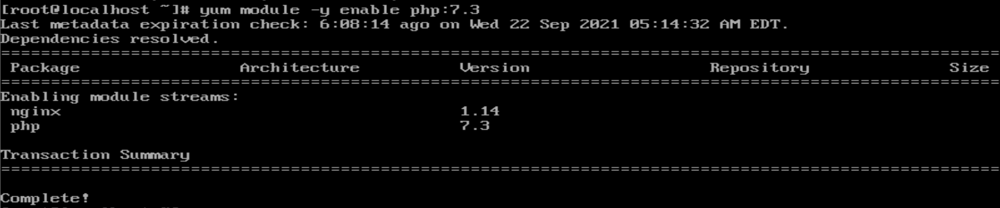 [root@localhost ~]# yum module -y enable php:7.3
Last metadata expiration check: 6:08:14 ago on Wed 22 Sep 2021 05:14:32 AM EDT.
Dependencies resolved.
====================================================================================================
Package Architecture Version Repository Size
====================================================================================================
Enabling module streams:
nginx 1.14
php 7.3
Transaction Summary
====================================================================================================
Complete!